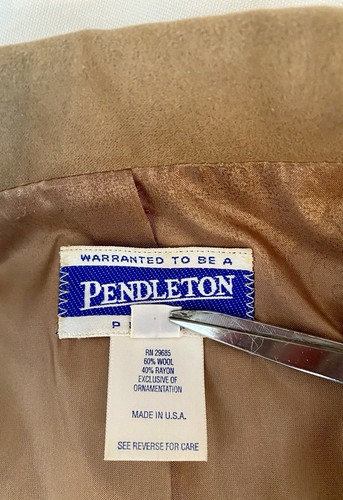 WARRANTED TO BE A
PENDLETON
P
RN 29685
60% WOOL
40% RAYON
EXCLUSIVE OF
ORNAMENTATION
MADE IN U.S.A.
SEE REVERSE FOR CARE